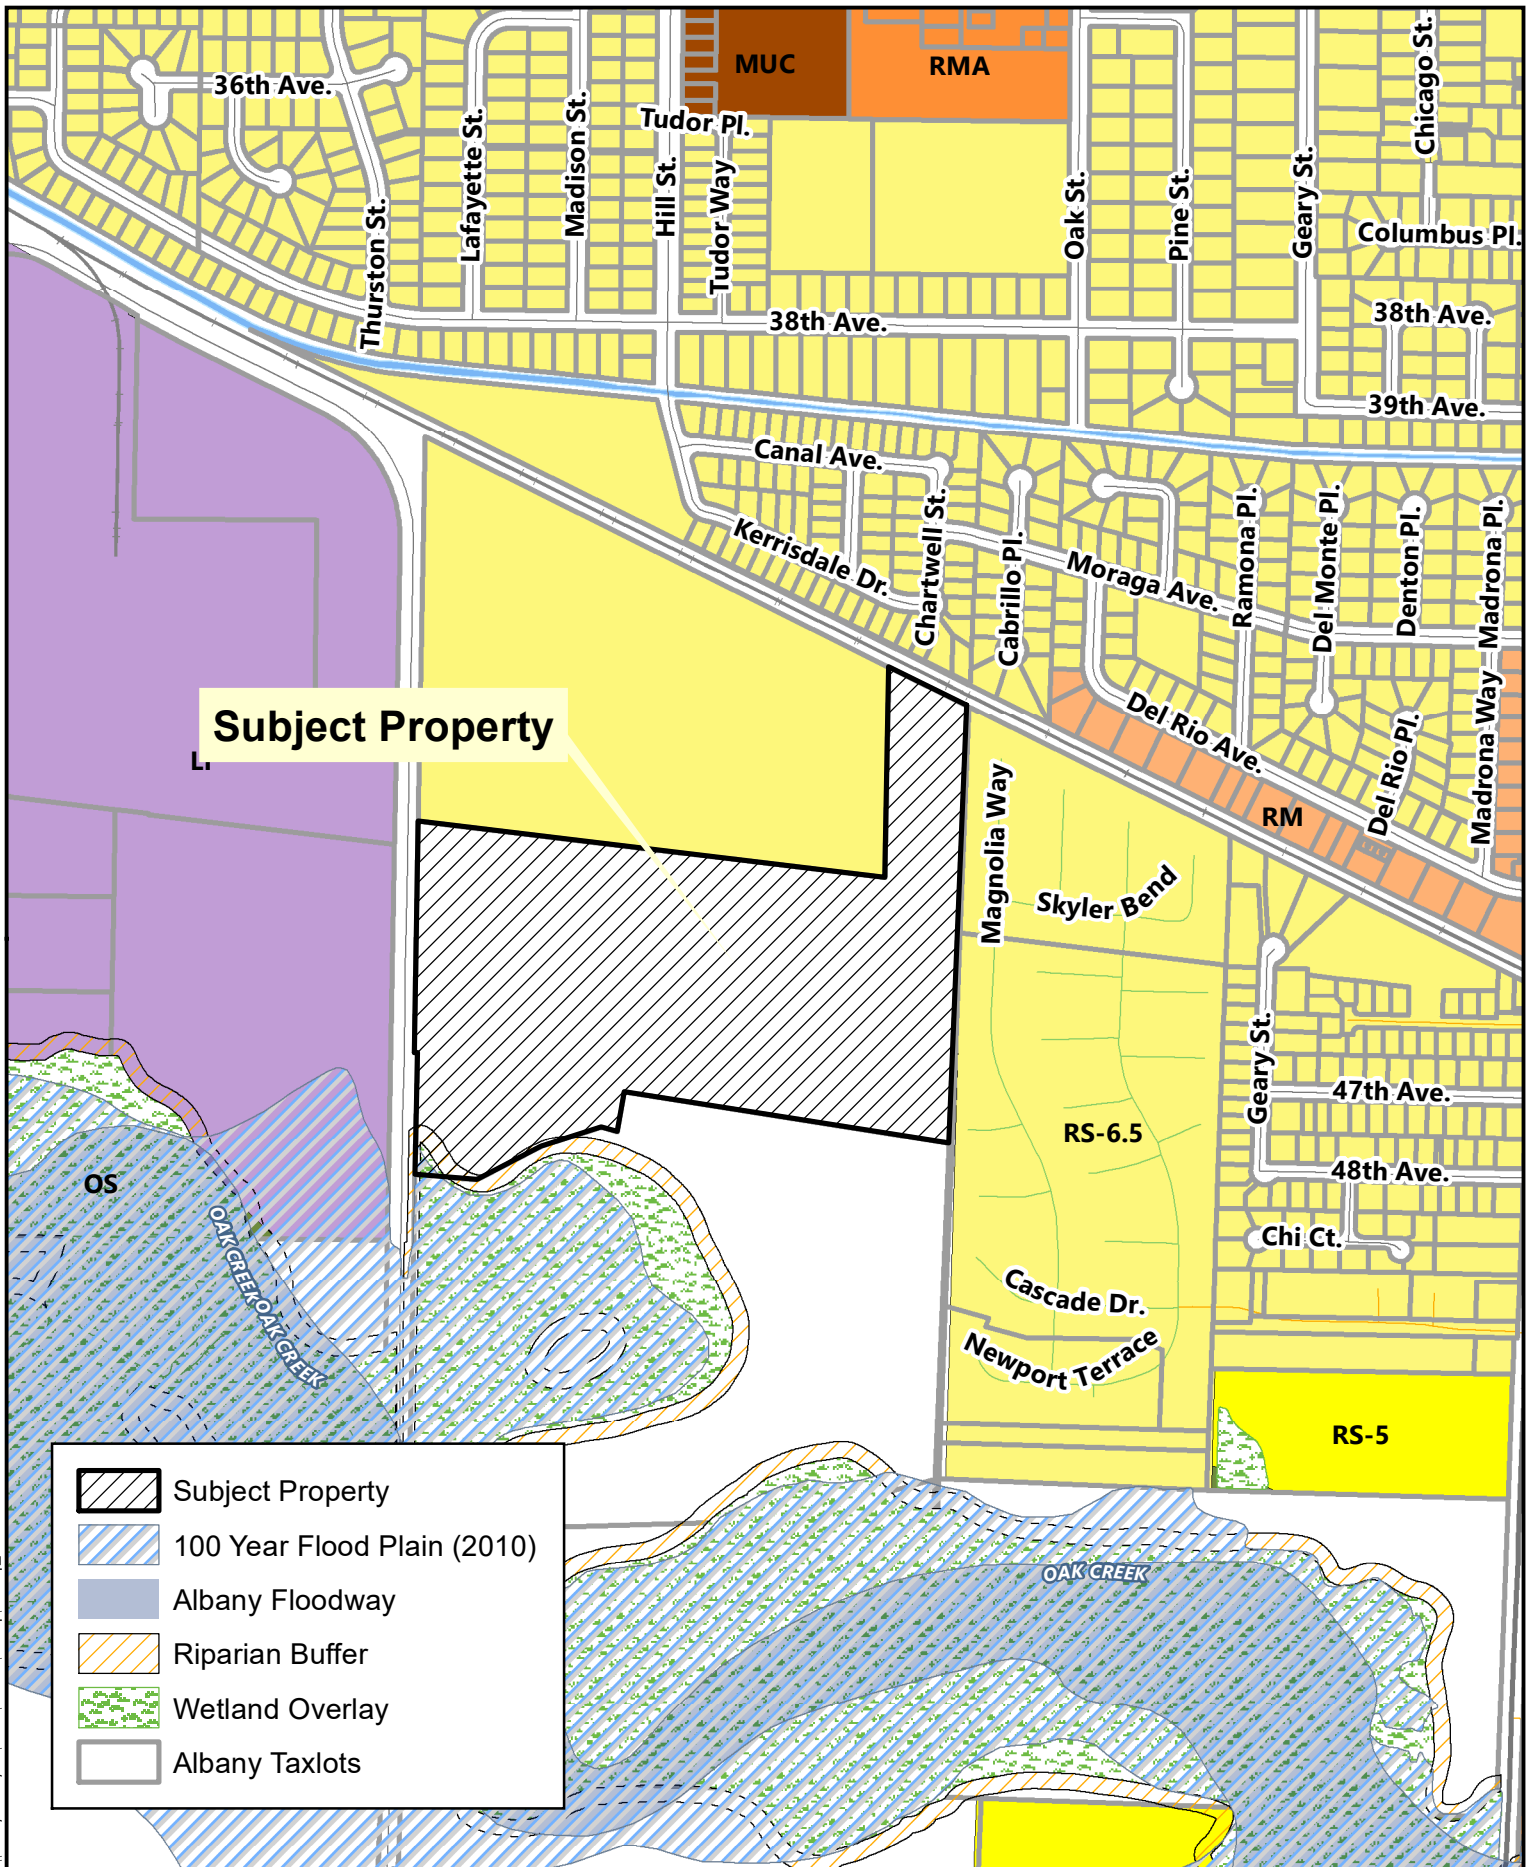 MUC
RMA
36th Ave.
Chicago St.
Tudor Pl.
Lafayette St.
Madison St.
Hill St.
Tudor Way
Thurston St.
Oak St.
Pine St.
Geary St.
Columbus Pl.
38th Ave.
38th Ave.
39th Ave.
Canal Ave.
Kerrisdale Dr.
Chartwell St.
Cabrillo Pl.
Moraga Ave.
Ramona Pl.
Del Monte Pl.
Denton Pl.
Madrona Pl.
Subject Property
LI
Del Rio Ave.
Del Rio Pl.
Madrona Way
RM
Magnolia Way
Skyler Bend
Geary St.
47th Ave.
RS-6.5
48th Ave.
OS
Chi Ct.
OAK CREEK
OAK CREEK
Cascade Dr.
Newport Terrace
RS-5
OAK CREEK
Subject Property
100 Year Flood Plain (2010)
Albany Floodway
Riparian Buffer
Wetland Overlay
Albany Taxlots